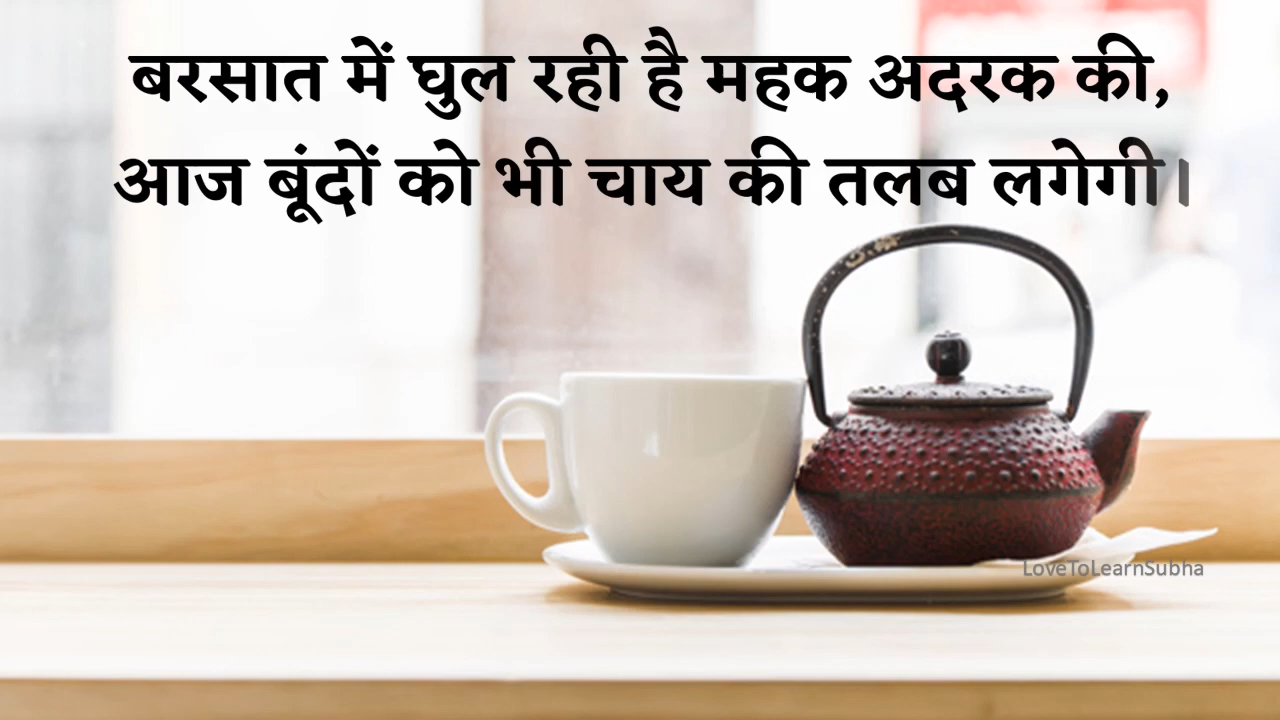 बरसात में घुल रही है महक अदरक की,
आज बूंदों को भी चाय की तलब लगेगी।
LoveToLearnSubha